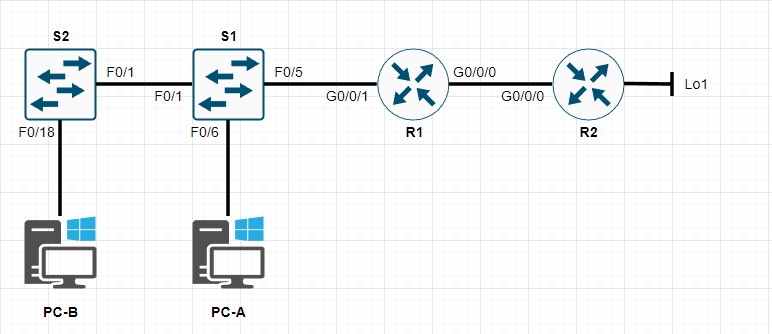 S2
S1
F0/1
F0/5
G0/0/0
Lo1
F0/1
G0/0/1
G0/0/0
F0/18
F0/6
R1
R2
PC-B
PC-A